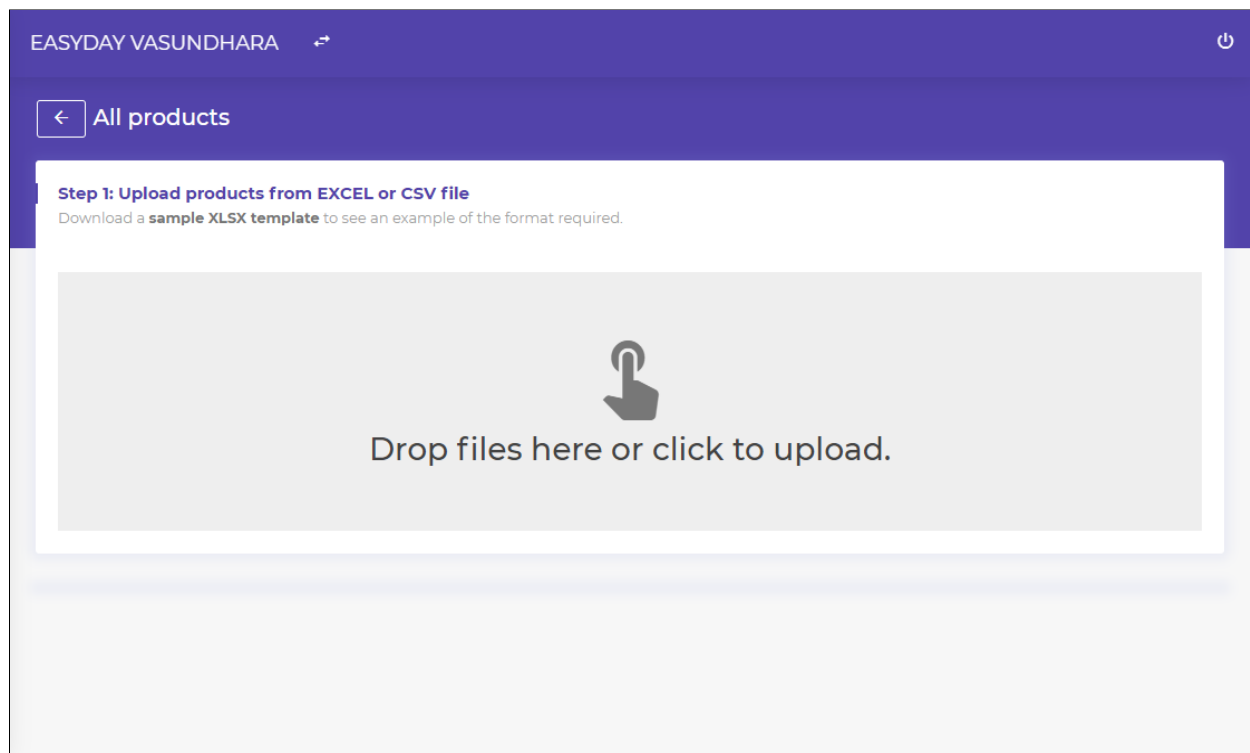 EASYDAY VASUNDHARA
All products
Step 1: Upload products from EXCEL or CSV file
Download a sample XLSX template to see an example of the format required.
Drop files here or click to upload.